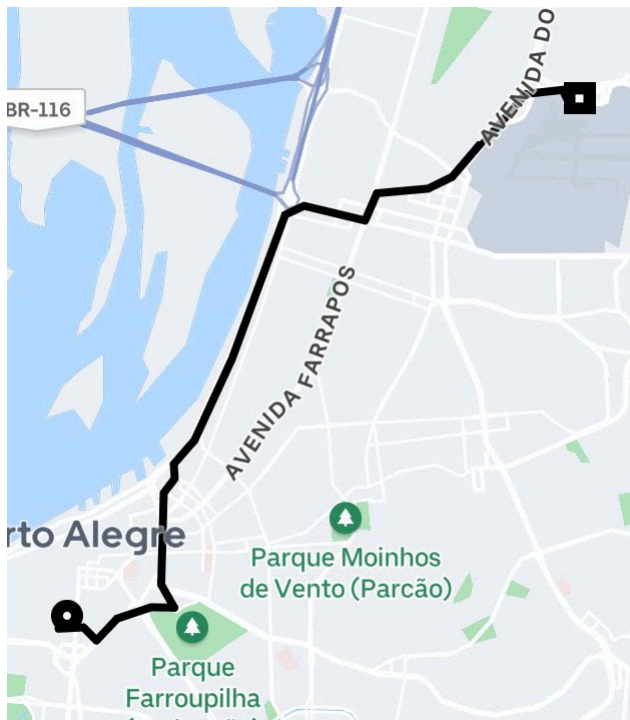 AVENIDA DO
BR-116
AVENIDA FARRAPOS
rto Alegre
Parque Moinhos
de Vento (Parcão)
Parque
Farroupilha